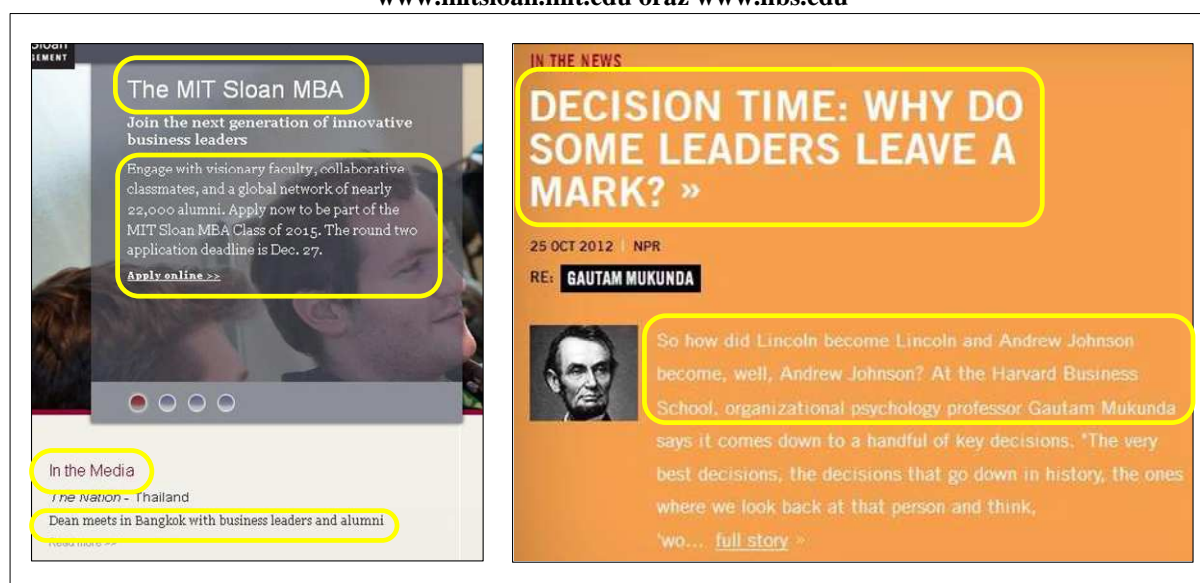 www.mitsloan.mit.edu oraz www.hbs.edu
Sloan
GEMENT
The MIT Sloan MBA
Join the next generation of innovative
business leaders
Engage with visionary faculty, collaborative
classmates, and a global network of nearly
22,000 alumni. Apply now to be part of the
MIT Sloan MBA Class of 2015. The round two
application deadline is Dec. 27.
Apply online >>
In the Media
The Nation - Thailand
Dean meets in Bangkok with business leaders and alumni
Read more >>
IN THE NEWS
DECISION TIME: WHY DO
SOME LEADERS LEAVE A
MARK? »
25 OCT 2012 | NPR
RE: GAUTAM MUKUNDA
So how did Lincoln become Lincoln and Andrew Johnson
become, well, Andrew Johnson? At the Harvard Business
School, organizational psychology professor Gautam Mukunda
says it comes down to a handful of key decisions. "The very
best decisions, the decisions that go down in history, the ones
where we look back at that person and think,
'wo... full story »